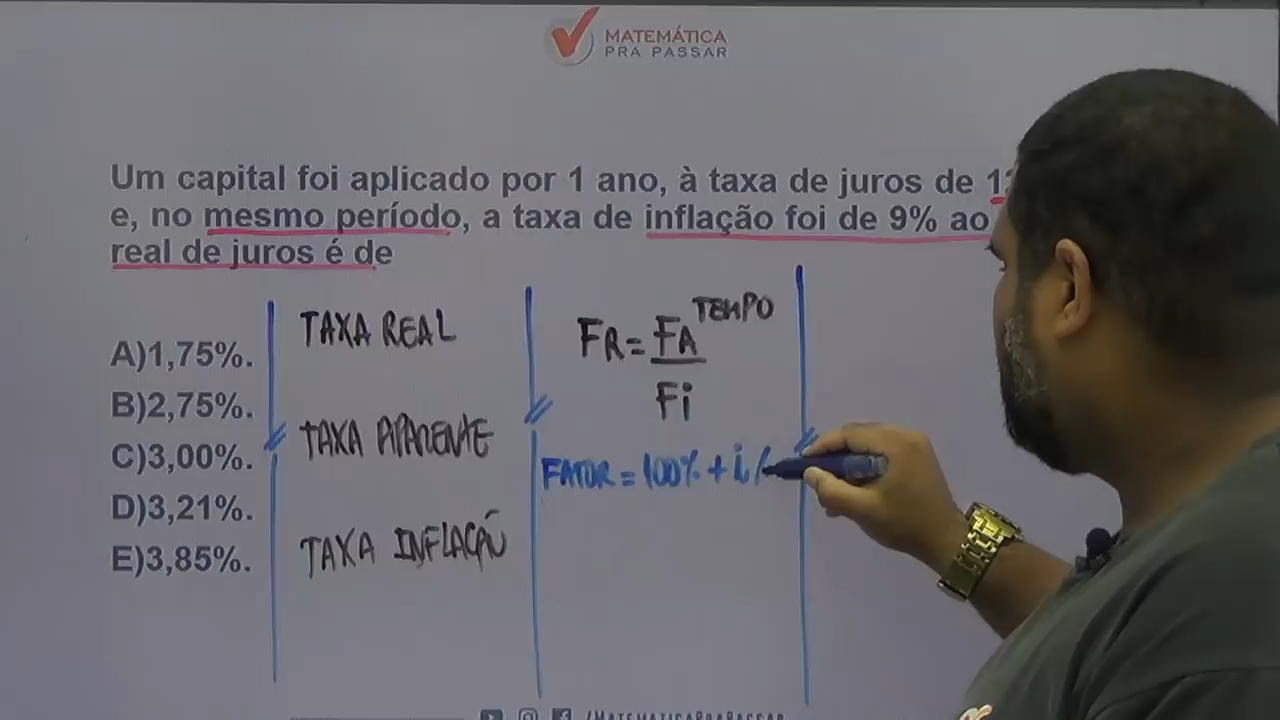 MATEMÁTICA
PRA PASSAR
Um capital foi aplicado por 1 ano, à taxa de juros de
e, no mesmo período, a taxa de inflação foi de 9% ao
real de juros é de
A)1,75%.
B)2,75%.
C)3,00%.
D)3,21%.
E)3,85%.
TAXA REAL
TAXA APARENTE
TAXA INFLAÇÃO
FR=FA TEMPO
Fi
FATOR = 100% + i
/MATEMATICAPRAPASSAR